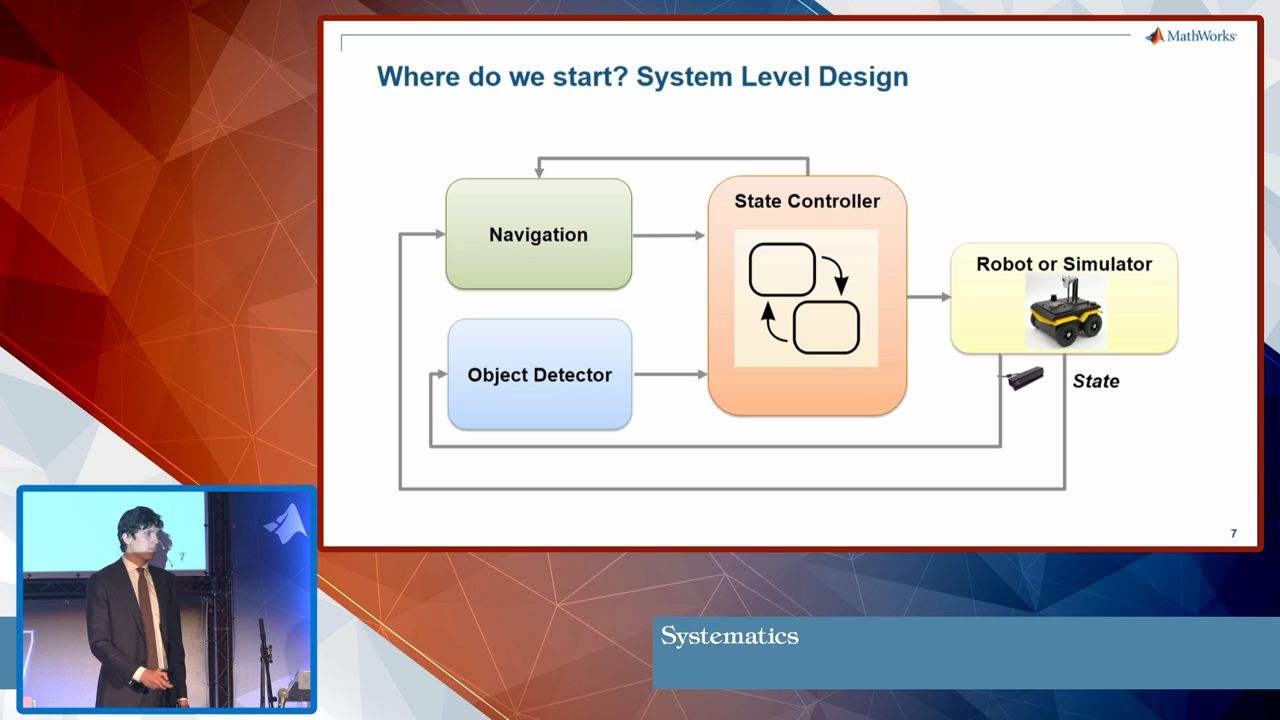 MathWorks
Where do we start? System Level Design
State Controller
Navigation
Robot or Simulator
Object Detector
State
7
7
Systematics